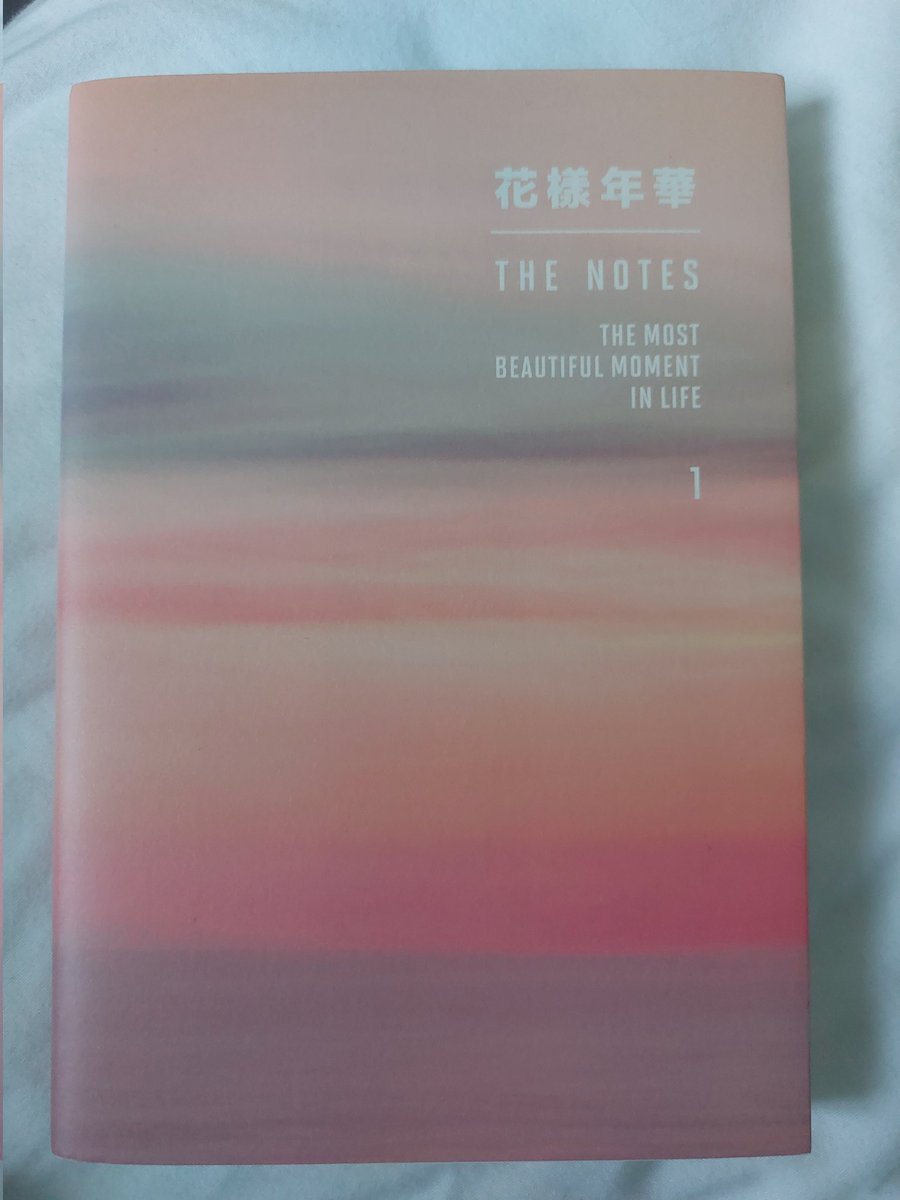 花樣年華
THE NOTES
THE MOST
BEAUTIFUL MOMENT
IN LIFE
1